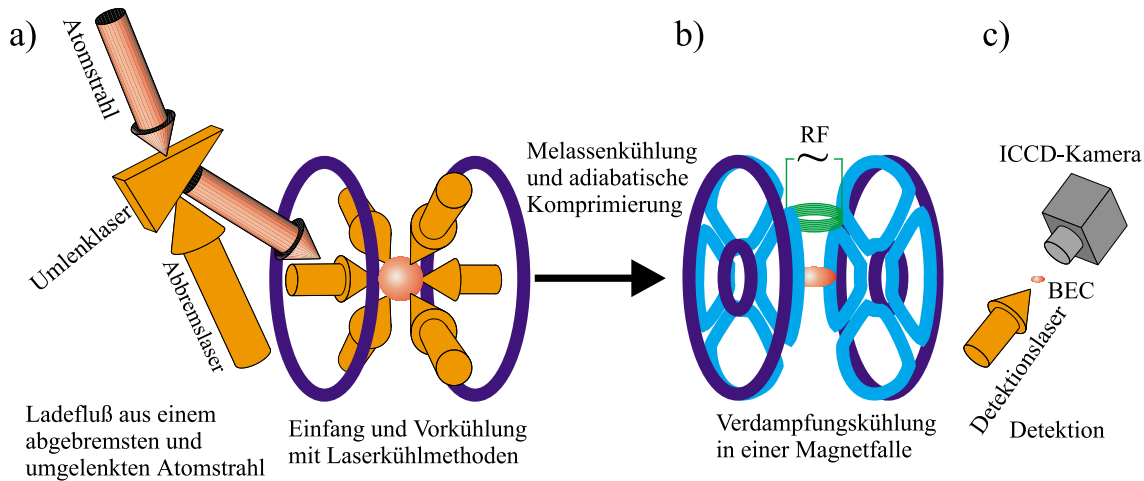 a)
Atomstrahl
Umlenklaser
Abbremslaser
Ladefluß aus einem
abgebremsten und
umgelenkten Atomstrahl
Einfang und Vorkühlung
mit Laserkühlmethoden
Melassenkühlung
und adiabatische
Komprimierung
b)
RF
~
Verdampfungskühlung
in einer Magnetfalle
c)
ICCD-Kamera
BEC
Detektionslaser
Detektion